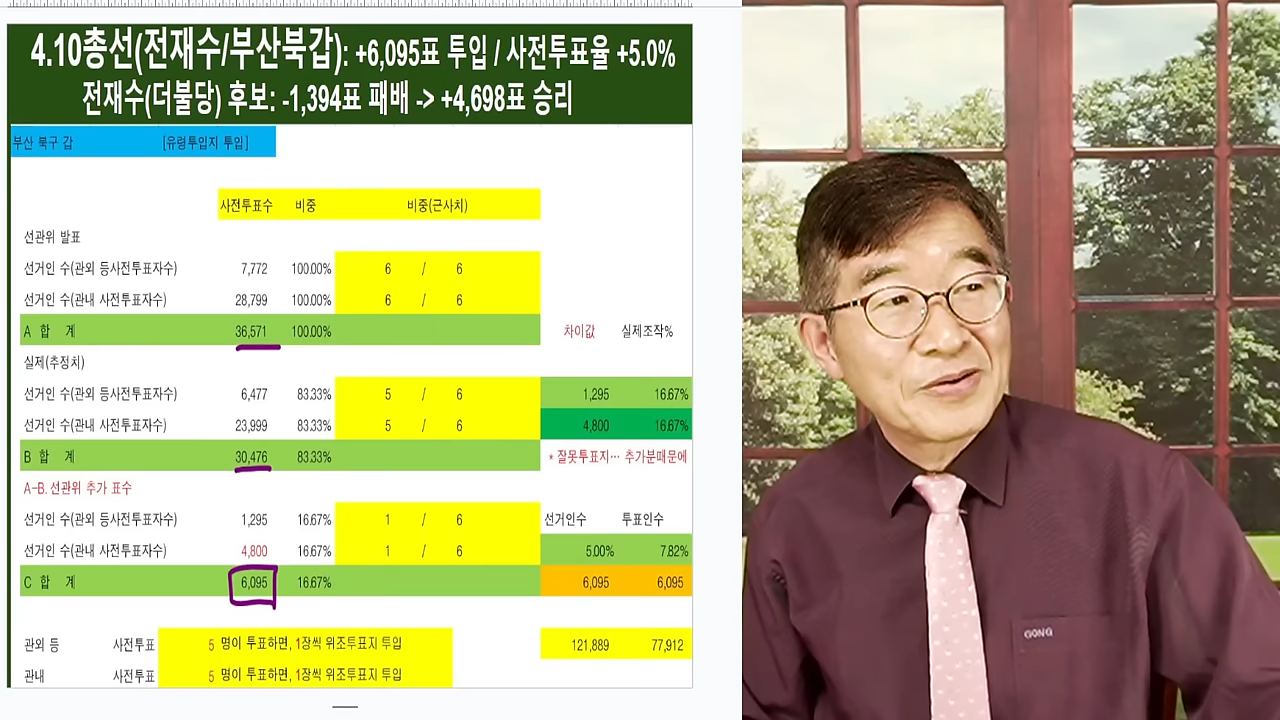 4.10총선(전재수/부산북갑): +6,095표 투입 / 사전투표율 +5.0%
전재수(더불당) 후보: -1,394표 패배 -> +4,698표 승리
부산 북구 갑 [유령투입지 투입]
사전투표수 비중 비중(근사치)
선관위 발표
선거인 수(관외 등사전투표자수) 7,772 100.00% 6 / 6
선거인 수(관내 사전투표자수) 28,799 100.00% 6 / 6
A 합 계 36,571 100.00% 차이값 실제조작%
실제(추정치)
선거인 수(관외 등사전투표자수) 6,477 83.33% 5 / 6 1,295 16.67%
선거인 수(관내 사전투표자수) 23,999 83.33% 5 / 6 4,800 16.67%
B 합 계 30,476 83.33% * 잘못투표지… 추가분때문에
A-B. 선관위 추가 표수
선거인 수(관외 등사전투표자수) 1,295 16.67% 1 / 6 선거인수 투표인수
선거인 수(관내 사전투표자수) 4,800 16.67% 1 / 6 5.00% 7.82%
C 합 계 6,095 16.67% 6,095 6,095
관외 등 사전투표 5 명이 투표하면, 1장씩 위조투표지 투입 121,889 77,912
관내 사전투표 5 명이 투표하면, 1장씩 위조투표지 투입
GONG